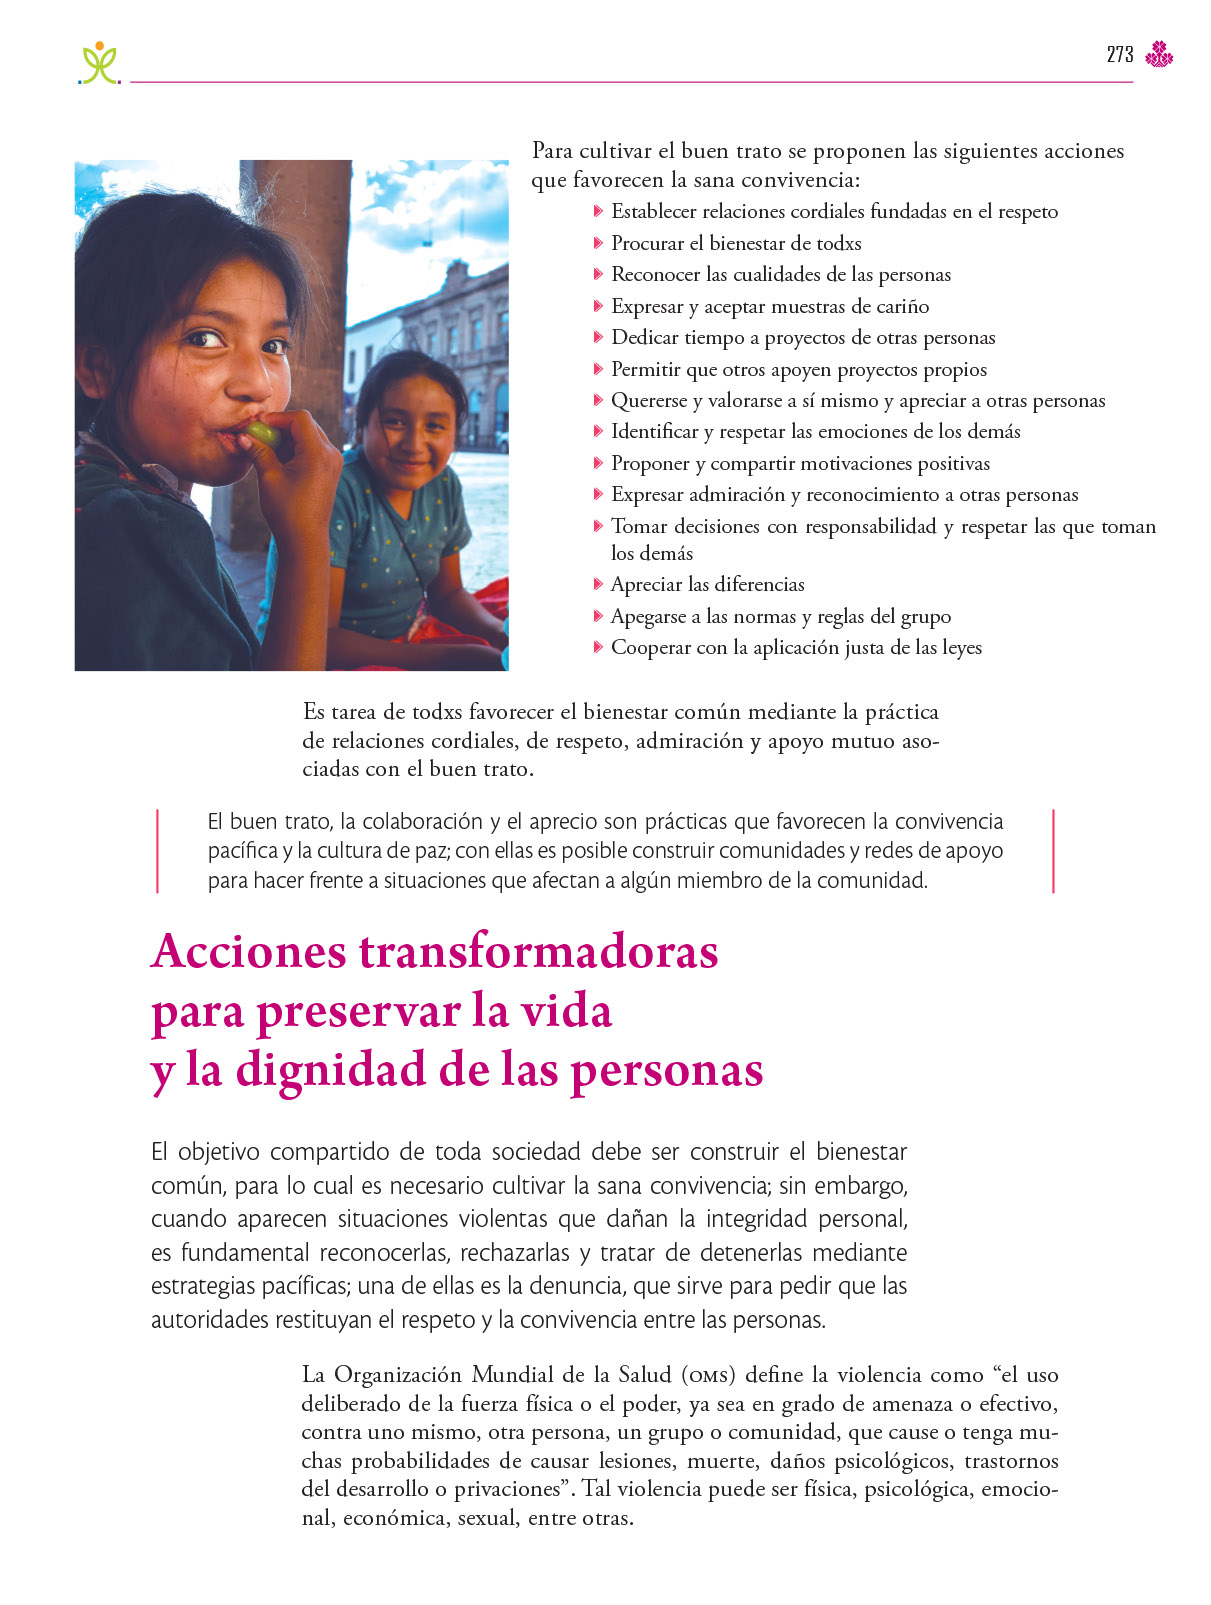 273
Para cultivar el buen trato se proponen las siguientes acciones
que favorecen la sana convivencia:
Establecer relaciones cordiales fundadas en el respeto
Procurar el bienestar de todxs
Reconocer las cualidades de las personas
Expresar y aceptar muestras de cariño
Dedicar tiempo a proyectos de otras personas
Permitir que otros apoyen proyectos propios
Quererse y valorarse a sí mismo y apreciar a otras personas
Identificar y respetar las emociones de los demás
Proponer y compartir motivaciones positivas
Expresar admiración y reconocimiento a otras personas
Tomar decisiones con responsabilidad y respetar las que toman
los demás
Apreciar las diferencias
Apegarse a las normas y reglas del grupo
Cooperar con la aplicación justa de las leyes
Es tarea de todxs favorecer el bienestar común mediante la práctica
de relaciones cordiales, de respeto, admiración y apoyo mutuo aso-
ciadas con el buen trato.
El buen trato, la colaboración y el aprecio son prácticas que favorecen la convivencia
pacífica y la cultura de paz; con ellas es posible construir comunidades y redes de apoyo
para hacer frente a situaciones que afectan a algún miembro de la comunidad.
Acciones transformadoras
para preservar la vida
y la dignidad de las personas
El objetivo compartido de toda sociedad debe ser construir el bienestar
común, para lo cual es necesario cultivar la sana convivencia; sin embargo,
cuando aparecen situaciones violentas que dañan la integridad personal,
es fundamental reconocerlas, rechazarlas y tratar de detenerlas mediante
estrategias pacíficas; una de ellas es la denuncia, que sirve para pedir que las
autoridades restituyan el respeto y la convivencia entre las personas.
La Organización Mundial de la Salud (OMS) define la violencia como “el uso
deliberado de la fuerza física o el poder, ya sea en grado de amenaza o efectivo,
contra uno mismo, otra persona, un grupo o comunidad, que cause o tenga mu-
chas probabilidades de causar lesiones, muerte, daños psicológicos, trastornos
del desarrollo o privaciones”. Tal violencia puede ser física, psicológica, emocio-
nal, económica, sexual, entre otras.